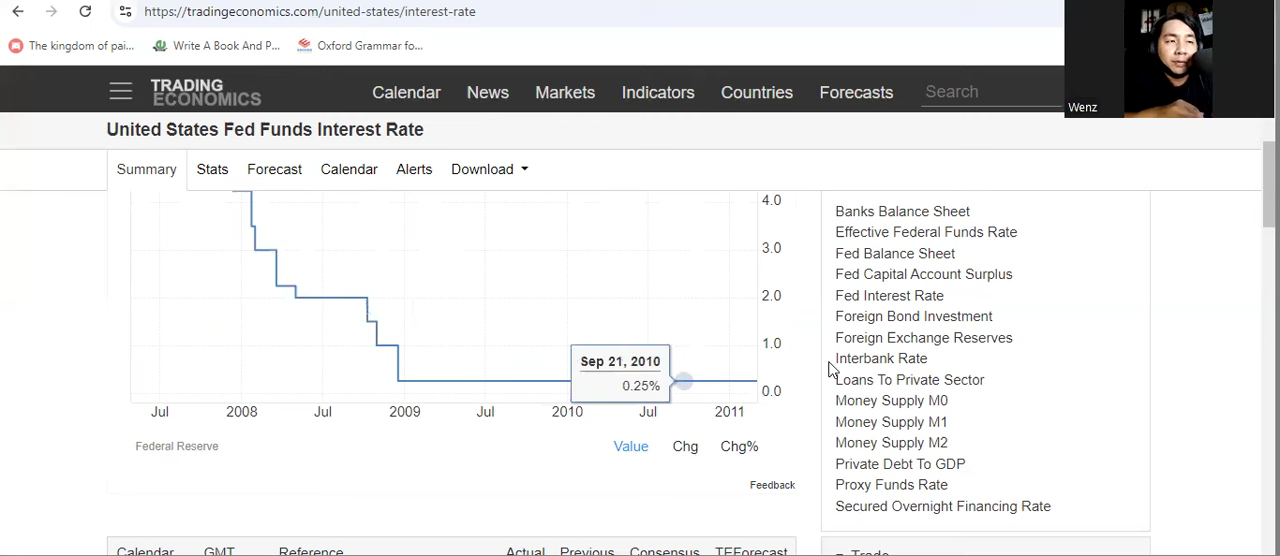 https://tradingeconomics.com/united-states/interest-rate
The kingdom of pai... Write A Book And P... Oxford Grammar fo...
TRADING ECONOMICS Calendar News Markets Indicators Countries Forecasts Search
Wenz
United States Fed Funds Interest Rate
Summary Stats Forecast Calendar Alerts Download
4.0
3.0
2.0
1.0
0.0
Sep 21, 2010
0.25%
Jul 2008 Jul 2009 Jul 2010 Jul 2011
Federal Reserve Value Chg Chg%
Feedback
Banks Balance Sheet
Effective Federal Funds Rate
Fed Balance Sheet
Fed Capital Account Surplus
Fed Interest Rate
Foreign Bond Investment
Foreign Exchange Reserves
Interbank Rate
Loans To Private Sector
Money Supply M0
Money Supply M1
Money Supply M2
Private Debt To GDP
Proxy Funds Rate
Secured Overnight Financing Rate
Calendar GMT Reference Actual Previous Consensus TEForecast
Trade